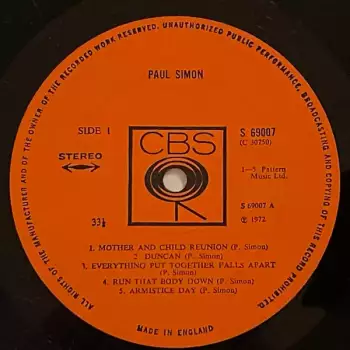 ALL RIGHTS OF THE MANUFACTURER AND OF THE OWNER OF THE RECORDED WORK RESERVED. UNAUTHORIZED PUBLIC PERFORMANCE, BROADCASTING AND COPYING OF THIS RECORD PROHIBITED.
PAUL SIMON
SIDE 1
CBS
S 69007
(C 30750)
STEREO
1—5 Pattern
Music Ltd.
S 69007 A
33⅓
℗ 1972
1. MOTHER AND CHILD REUNION (P. Simon)
2. DUNCAN (P. Simon)
3. EVERYTHING PUT TOGETHER FALLS APART
(P. Simon)
4. RUN THAT BODY DOWN (P. Simon)
5. ARMISTICE DAY (P. Simon)
MADE IN ENGLAND